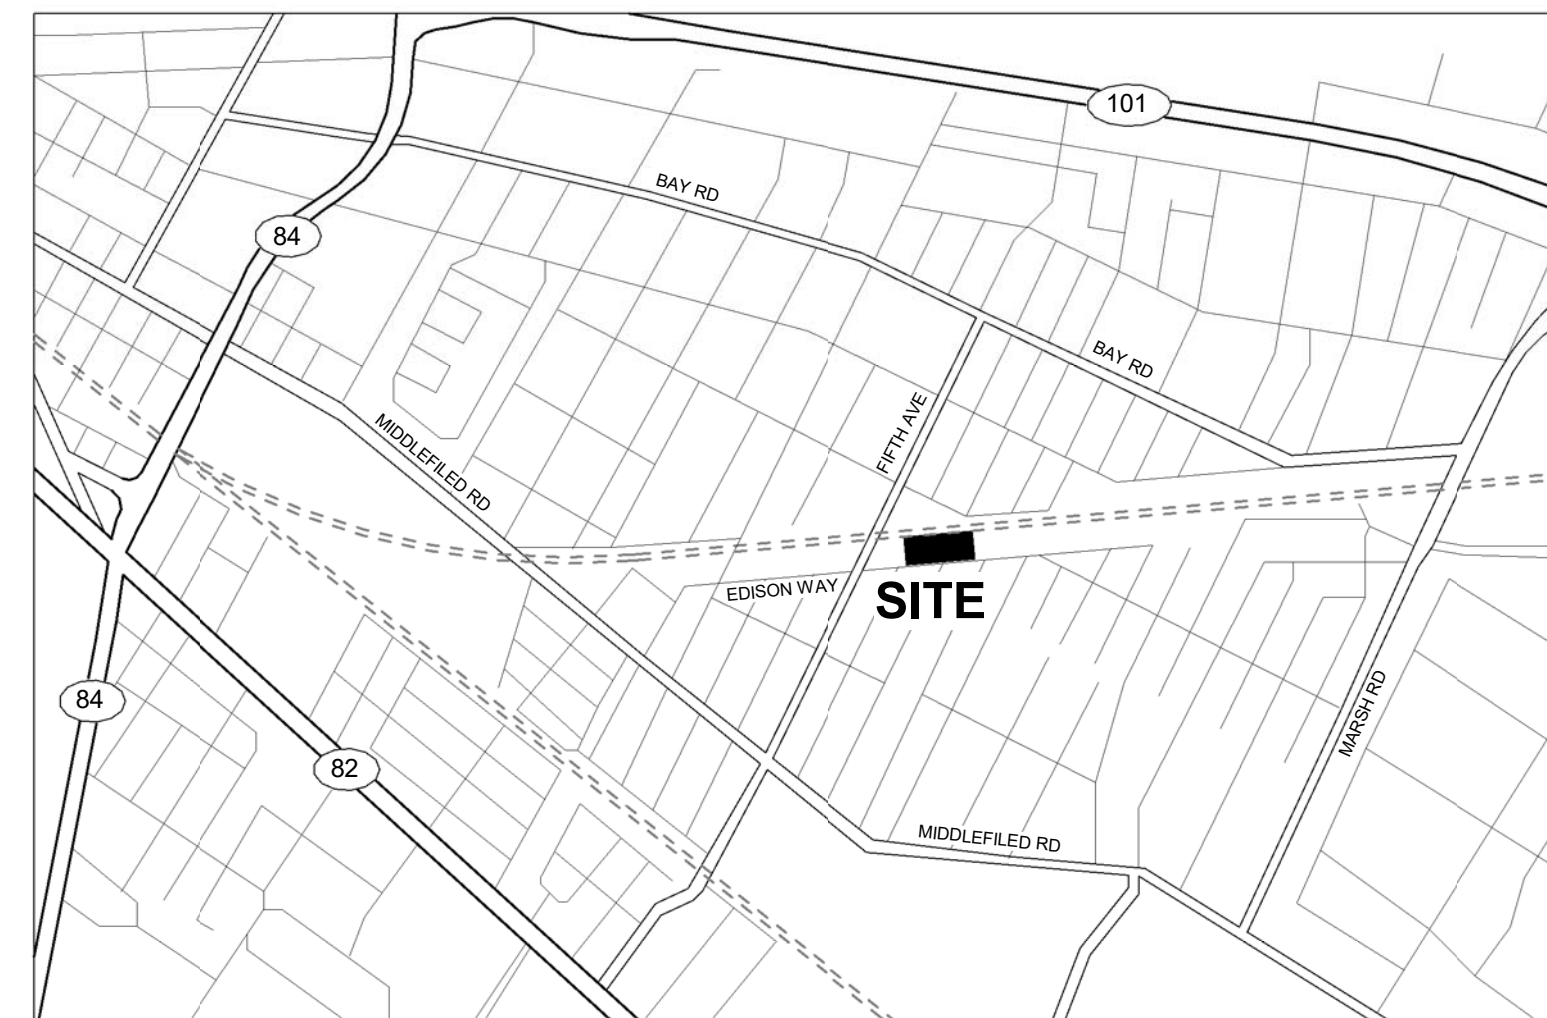 101
BAY RD
84
BAY RD
FIFTH AVE
MIDDLEFILED RD
EDISON WAY
SITE
84
MARSH RD
82
MIDDLEFILED RD